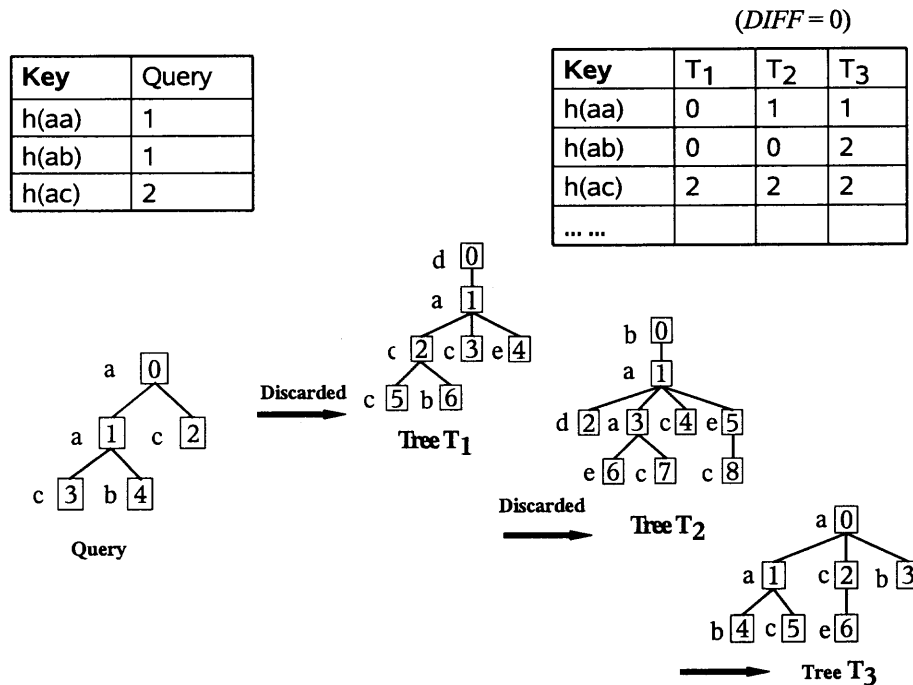 (DIFF = 0)
Key Query
h(aa) 1
h(ab) 1
h(ac) 2
Key T1 T2 T3
h(aa) 0 1 1
h(ab) 0 0 2
h(ac) 2 2 2
... ...
d 0
a 1
c 2 c 3 e 4
c 5 b 6
Tree T1
a 0
a 1 c 2
c 3 b 4
Query
Discarded
b 0
a 1
d 2 a 3 c 4 e 5
e 6 c 7 c 8
Tree T2
Discarded
a 0
a 1 c 2 b 3
b 4 c 5 e 6
Tree T3